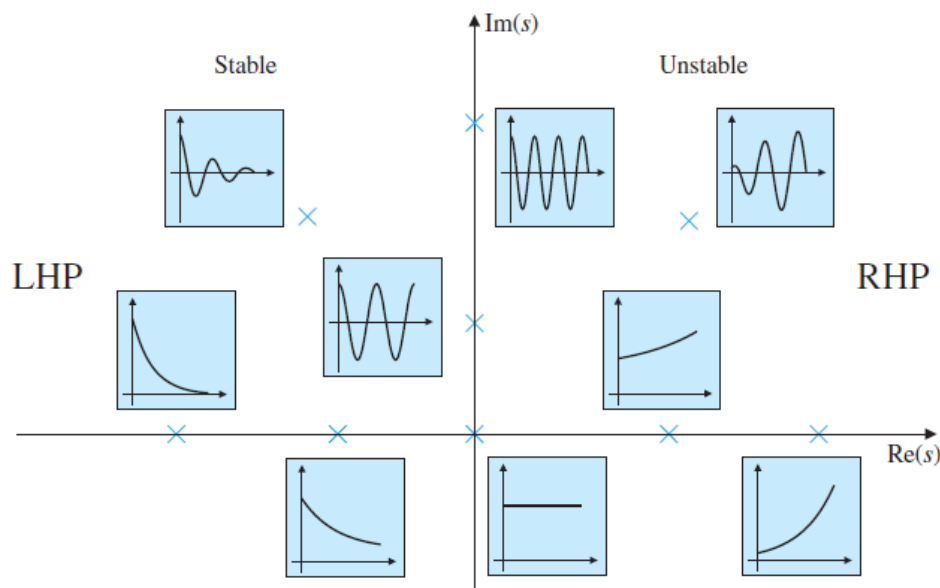 Im(s)
Stable
Unstable
LHP
RHP
Re(s)